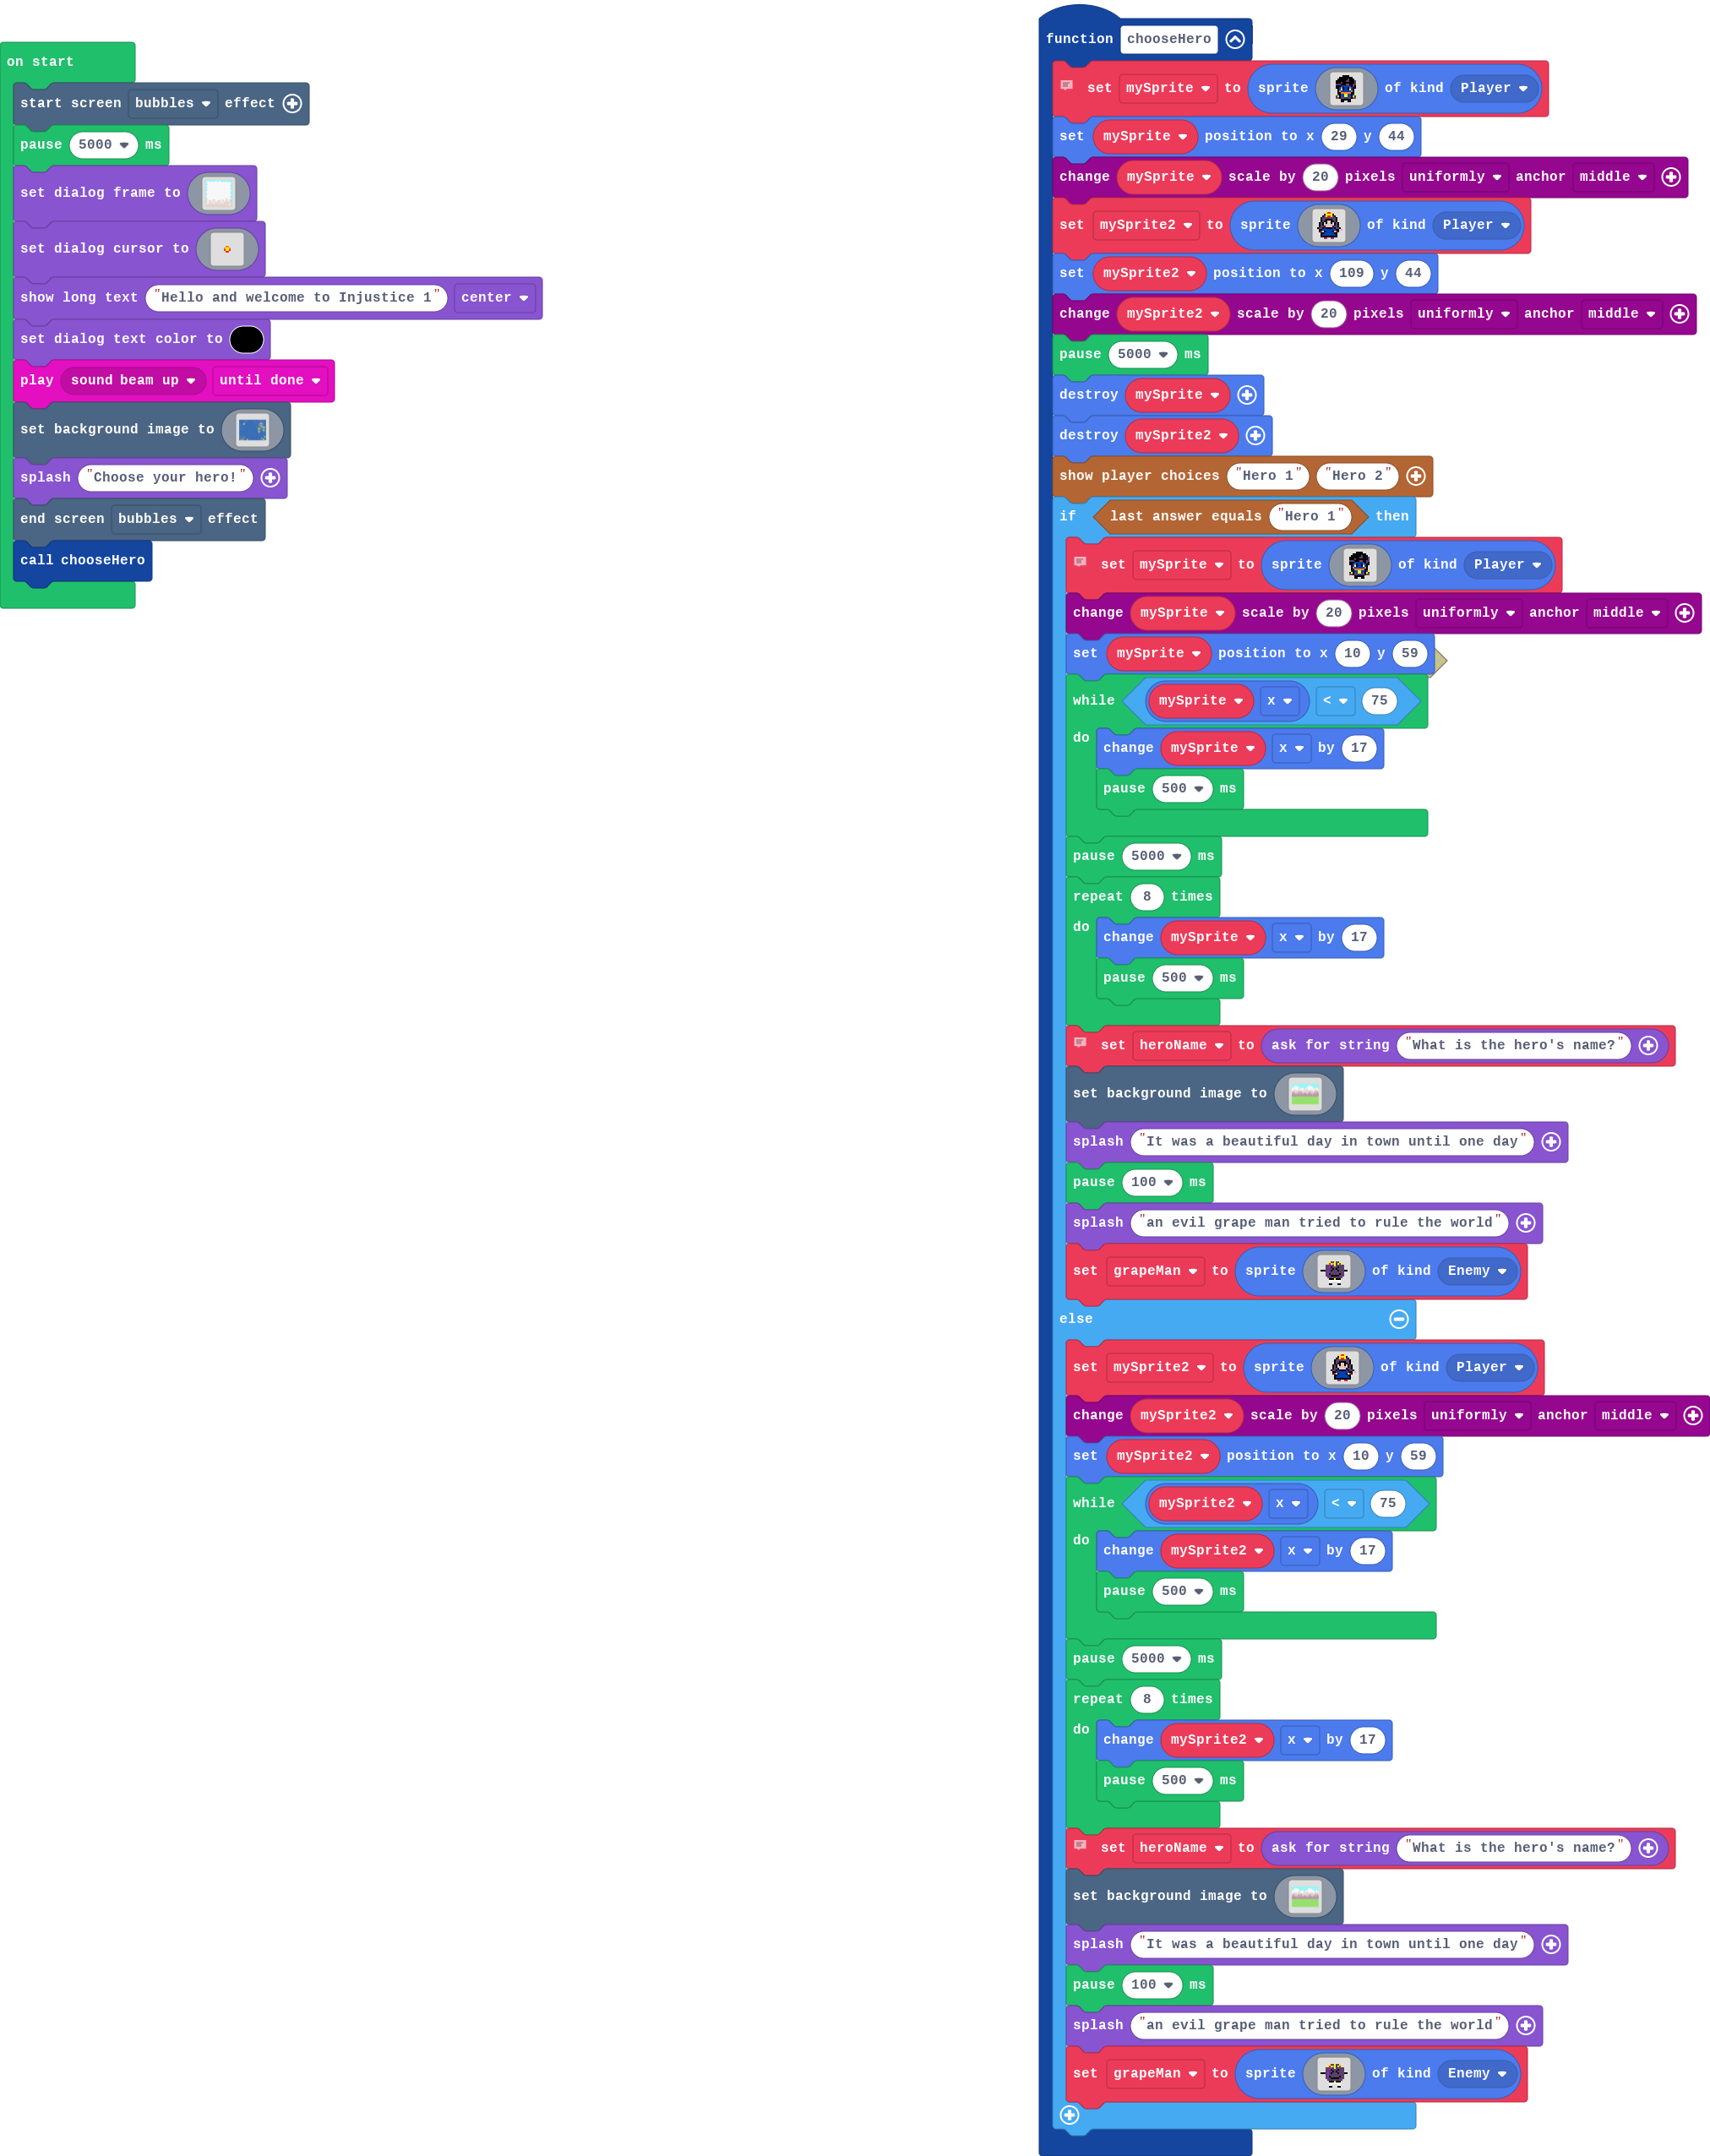 on start
start screen bubbles effect
pause 5000 ms
set dialog frame to
set dialog cursor to
show long text "Hello and welcome to Injustice 1" center
set dialog text color to
play sound beam up until done
set background image to
splash "Choose your hero!"
end screen bubbles effect
call chooseHero
function chooseHero
set mySprite to sprite of kind Player
set mySprite position to x 29 y 44
change mySprite scale by 20 pixels uniformly anchor middle
set mySprite2 to sprite of kind Player
set mySprite2 position to x 109 y 44
change mySprite2 scale by 20 pixels uniformly anchor middle
pause 5000 ms
destroy mySprite
destroy mySprite2
show player choices "Hero 1" "Hero 2"
if last answer equals "Hero 1" then
set mySprite to sprite of kind Player
change mySprite scale by 20 pixels uniformly anchor middle
set mySprite position to x 10 y 59
while mySprite x < 75
do
change mySprite x by 17
pause 500 ms
pause 5000 ms
repeat 8 times
do
change mySprite x by 17
pause 500 ms
set heroName to ask for string "What is the hero's name?"
set background image to
splash "It was a beautiful day in town until one day"
pause 100 ms
splash "an evil grape man tried to rule the world"
set grapeMan to sprite of kind Enemy
else
set mySprite2 to sprite of kind Player
change mySprite2 scale by 20 pixels uniformly anchor middle
set mySprite2 position to x 10 y 59
while mySprite2 x < 75
do
change mySprite2 x by 17
pause 500 ms
pause 5000 ms
repeat 8 times
do
change mySprite2 x by 17
pause 500 ms
set heroName to ask for string "What is the hero's name?"
set background image to
splash "It was a beautiful day in town until one day"
pause 100 ms
splash "an evil grape man tried to rule the world"
set grapeMan to sprite of kind Enemy